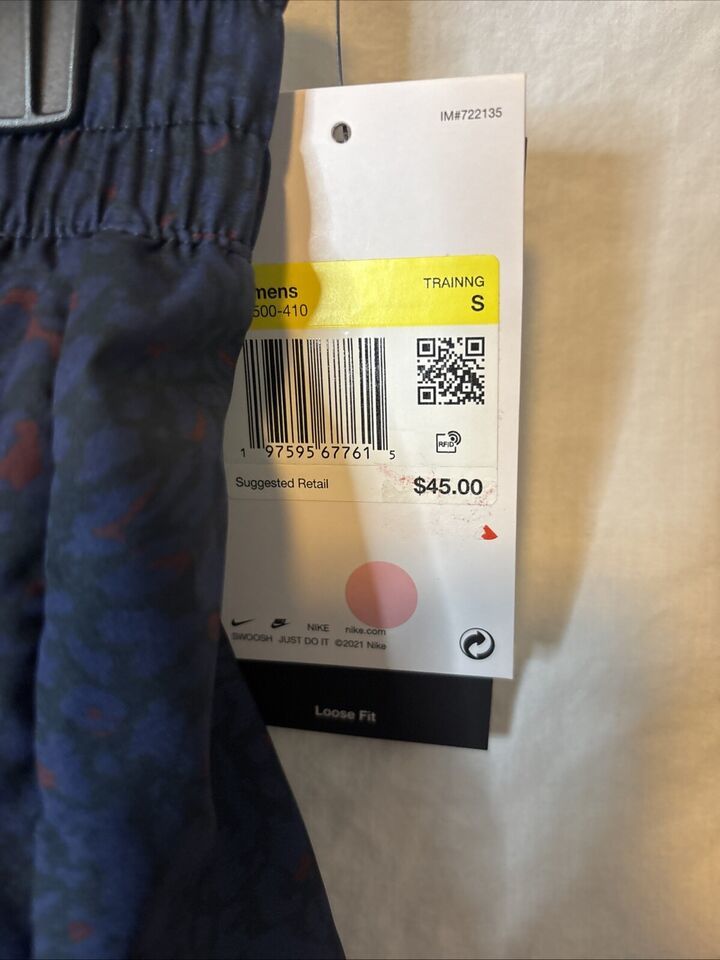 IM#722135
mens
TRAINNG
500-410
S
RFID
1 97595 67761 5
Suggested Retail
$45.00
NIKE nike.com
SWOOSH JUST DO IT ©2021 Nike
Loose Fit